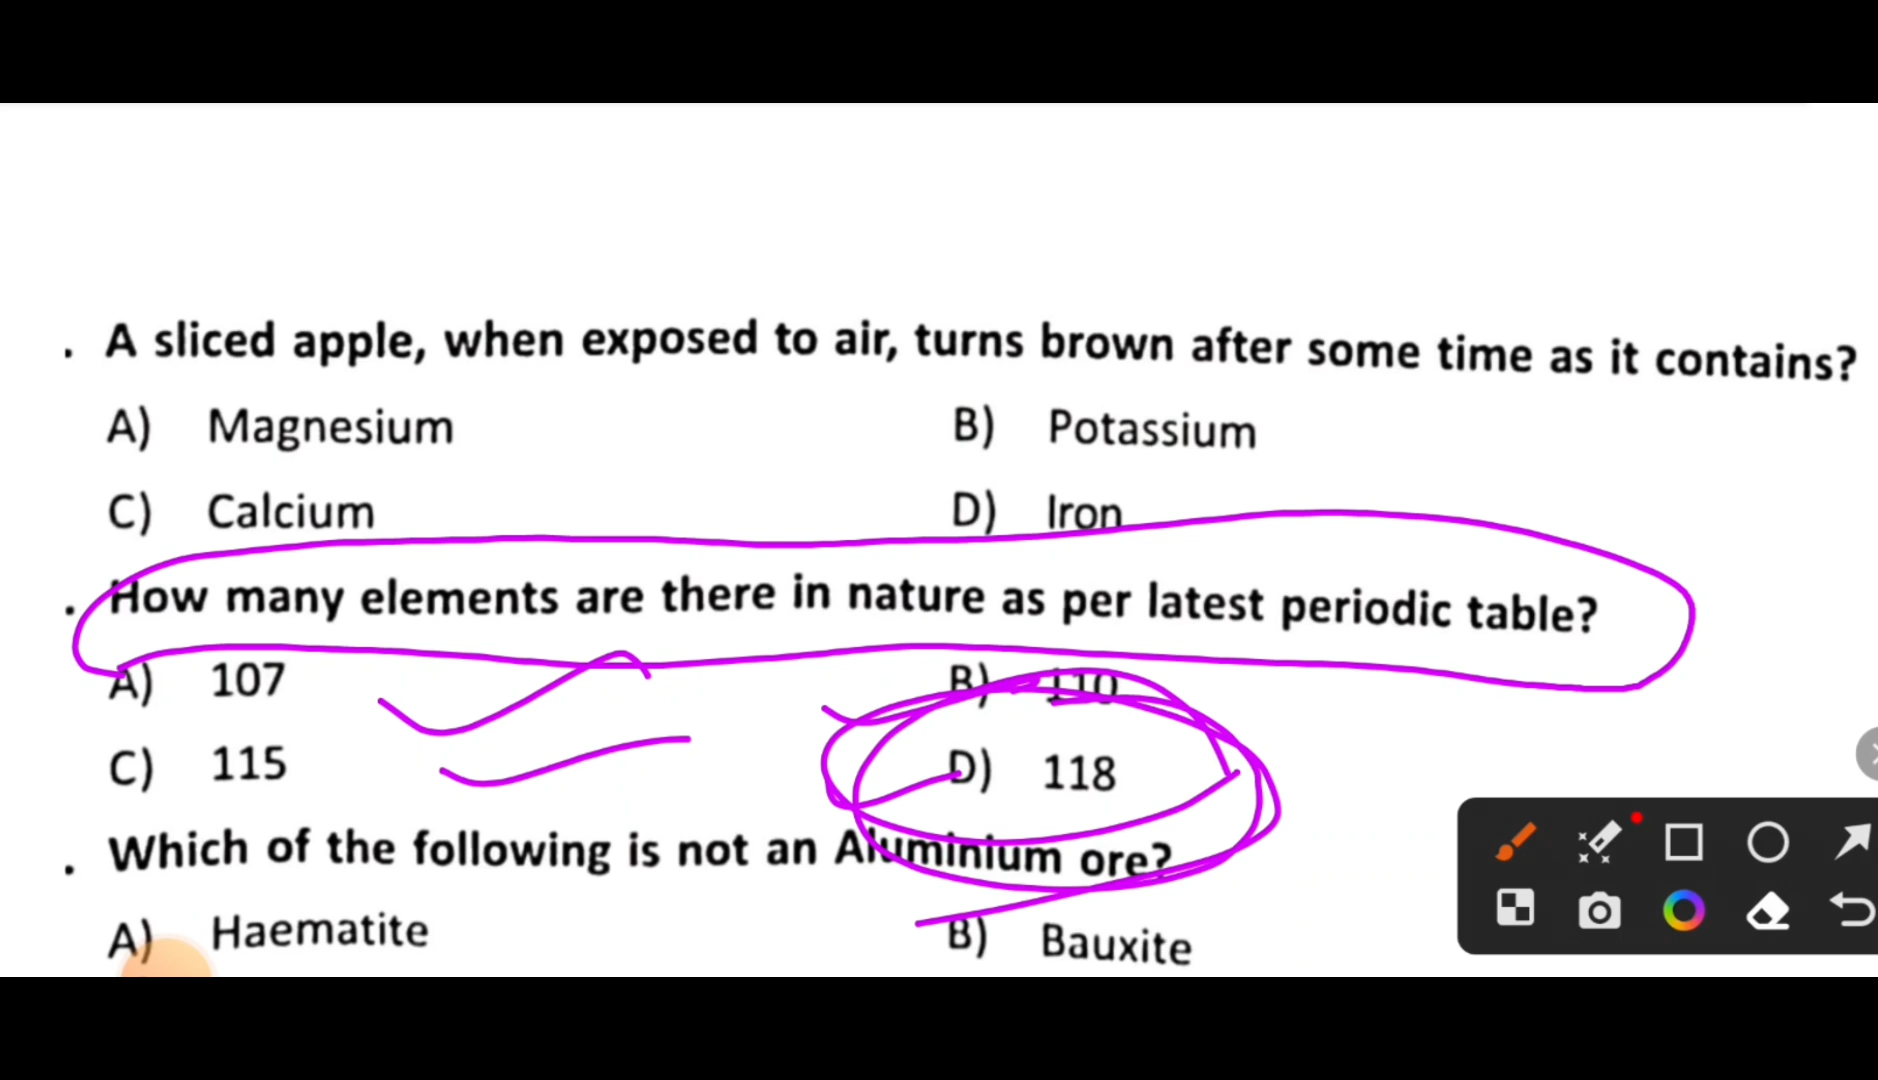 . A sliced apple, when exposed to air, turns brown after some time as it contains?
A) Magnesium B) Potassium
C) Calcium D) Iron
. How many elements are there in nature as per latest periodic table?
A) 107 B) 110
C) 115 D) 118
. Which of the following is not an Aluminium ore?
A) Haematite B) Bauxite